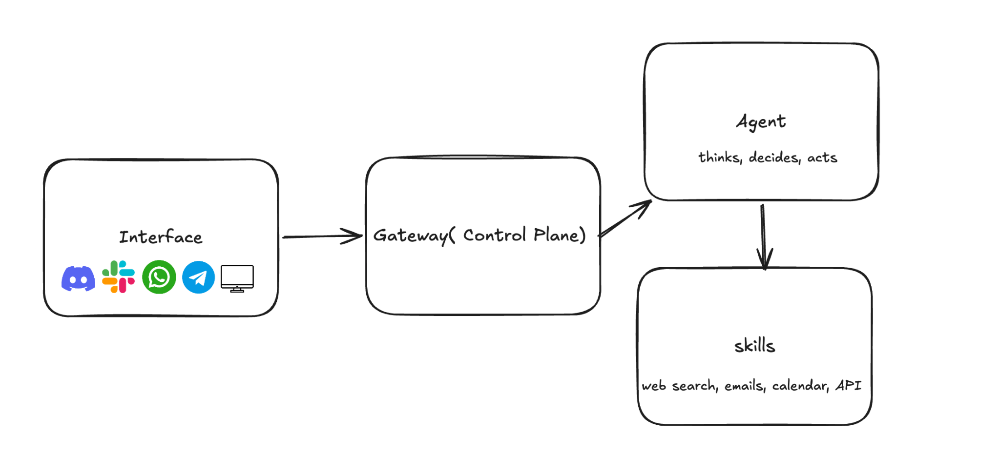 Interface
Gateway( Control Plane)
Agent
thinks, decides, acts
skills
web search, emails, calendar, API